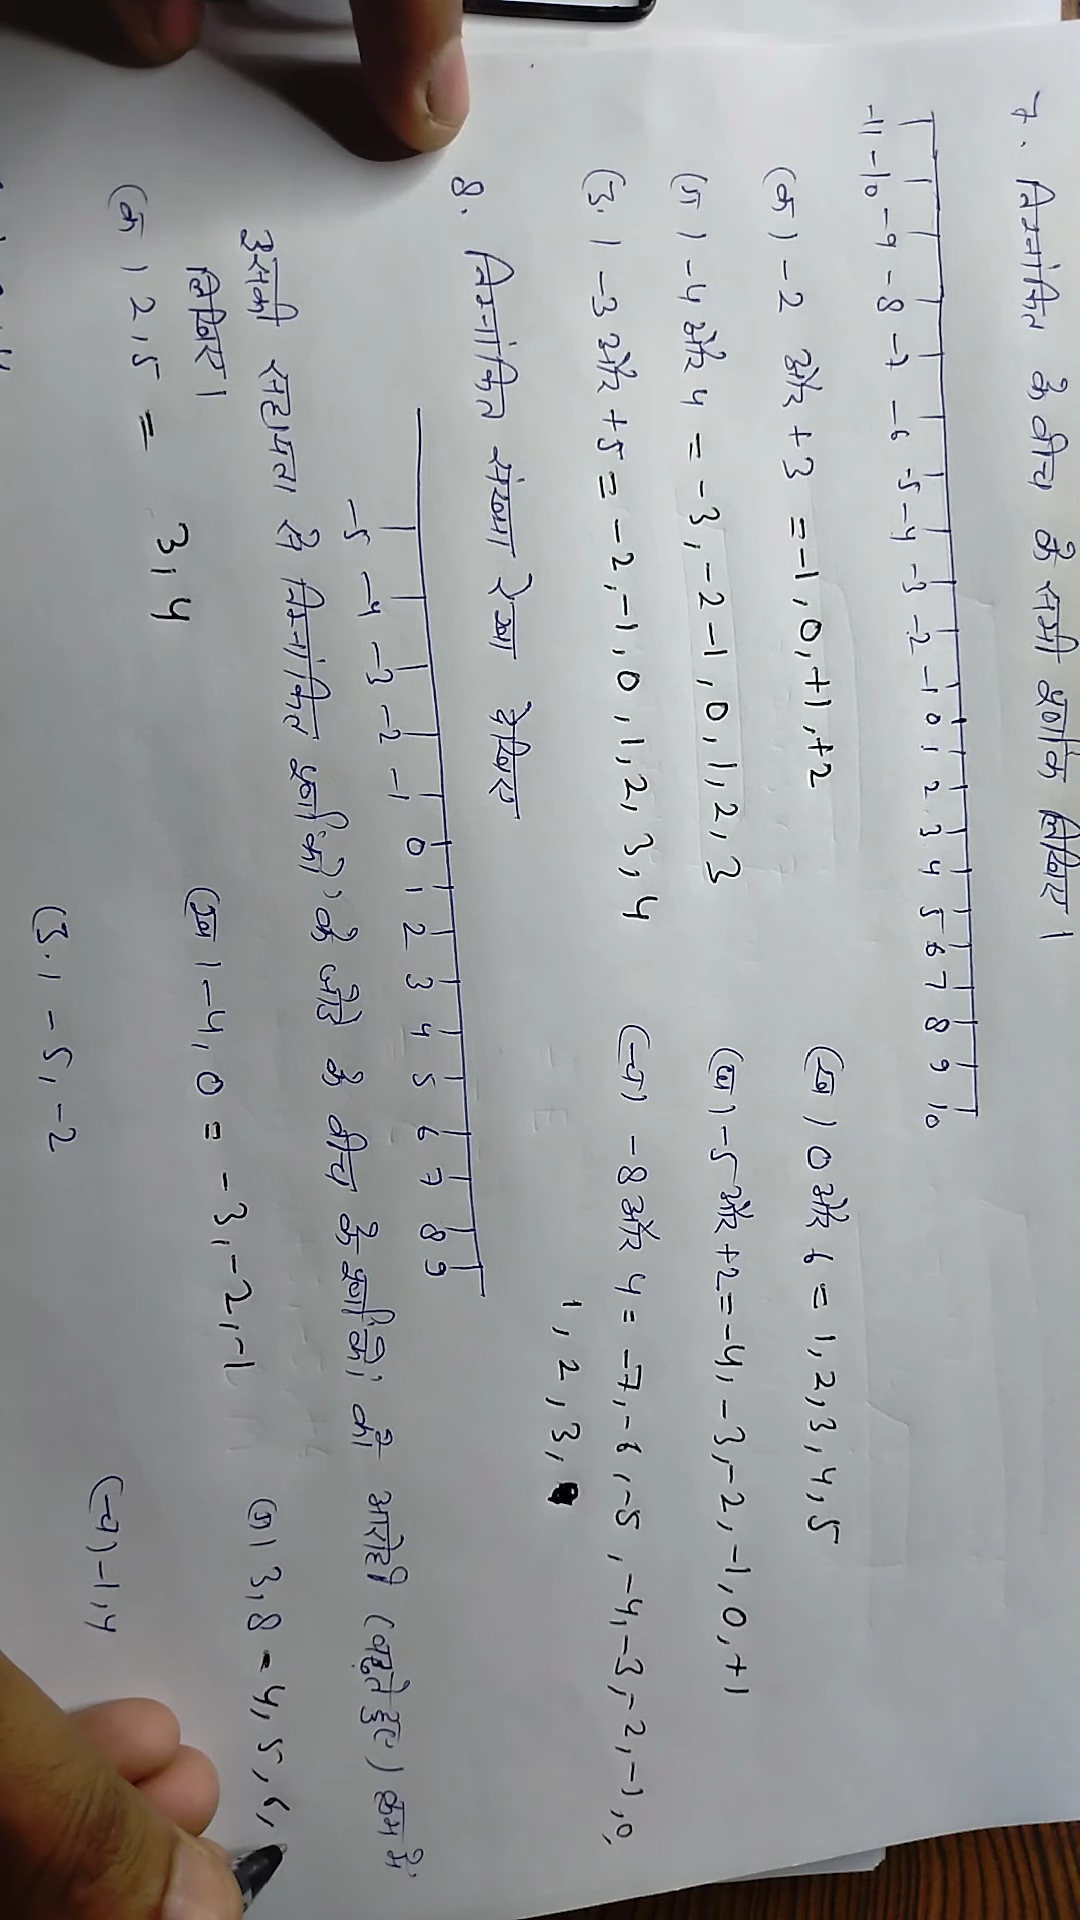 7. निम्नांकित के बीच के सभी पूर्णांक लिखिए।
-11 -10 -9 -8 -7 -6 -5 -4 -3 -2 -1 0 1 2 3 4 5 6 7 8 9 10
(क) -2 और +3 = -1, 0, +1, +2
(ख) 0 और 6 = 1, 2, 3, 4, 5
(ग) -4 और 4 = -3, -2 -1, 0, 1, 2, 3
(घ) -5 और +2 = -4, -3, -2, -1, 0, +1
(ङ) -3 और +5 = -2, -1, 0, 1, 2, 3, 4
(च) -8 और 4 = -7, -6, -5, -4, -3, -2, -1, 0,
1, 2, 3,
8. निम्नांकित संख्या रेखा देखिए
-5 -4 -3 -2 -1 0 1 2 3 4 5 6 7 8 9
उसकी सहायता से निम्नांकित पूर्णांकों के जोड़े के बीच के पूर्णांकों को आरोही (बढ़ते हुए) क्रम में
लिखिए।
(क) 2, 5 = 3, 4
(ख) -4, 0 = -3, -2, -1
(ग) 3, 8 = 4, 5, 6,
(ङ) -5, -2
(च) -1, 4